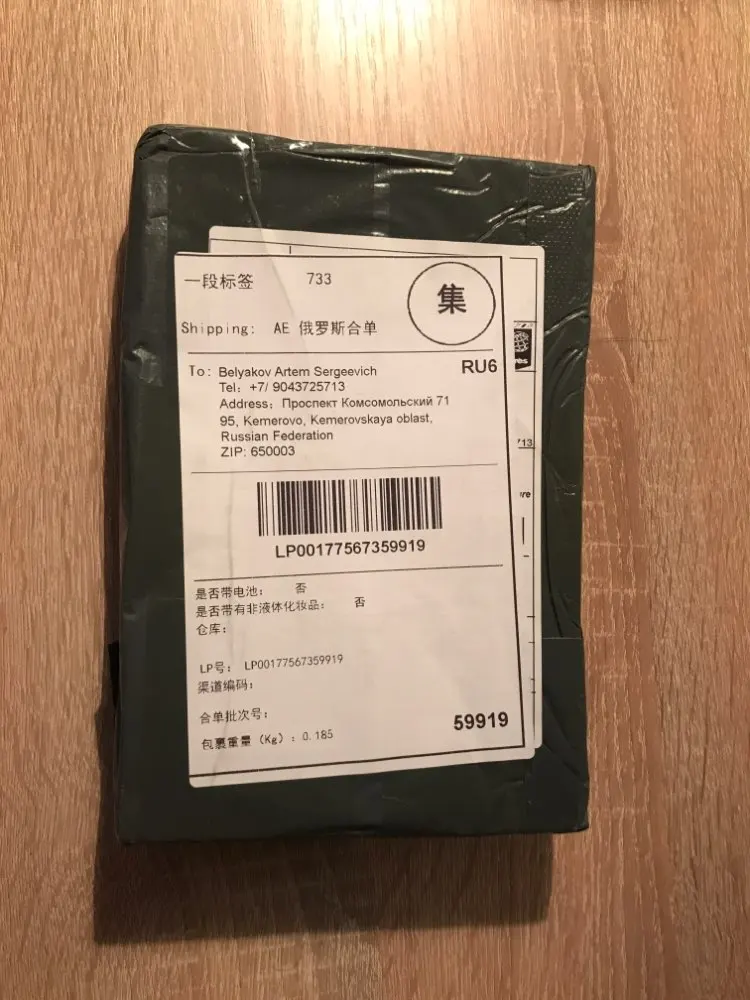 一段标签 733
集
Shipping: AE 俄罗斯合单
To: Belyakov Artem Sergeevich
RU6
Tel: +7/ 9043725713
Address: Проспект Комсомольский 71
95, Kemerovo, Kemerovskaya oblast,
Russian Federation
ZIP: 650003
LP00177567359919
是否带电池: 否
是否带有非液体化妆品: 否
仓库:
LP号: LP00177567359919
渠道编码:
合单批次号:
59919
包裹重量 (Kg) : 0.185
713